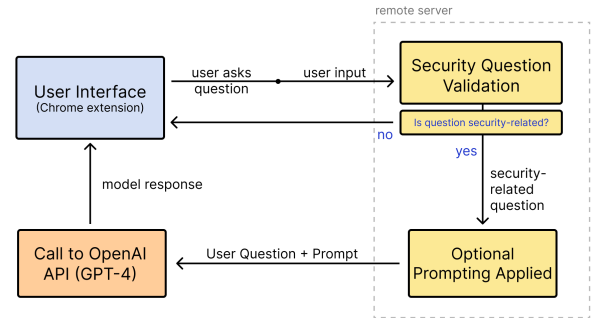 remote server
User Interface
(Chrome extension)
user asks
question
user input
Security Question
Validation
Is question security-related?
no
yes
security-
related
question
model response
Call to OpenAI
API (GPT-4)
User Question + Prompt
Optional
Prompting Applied